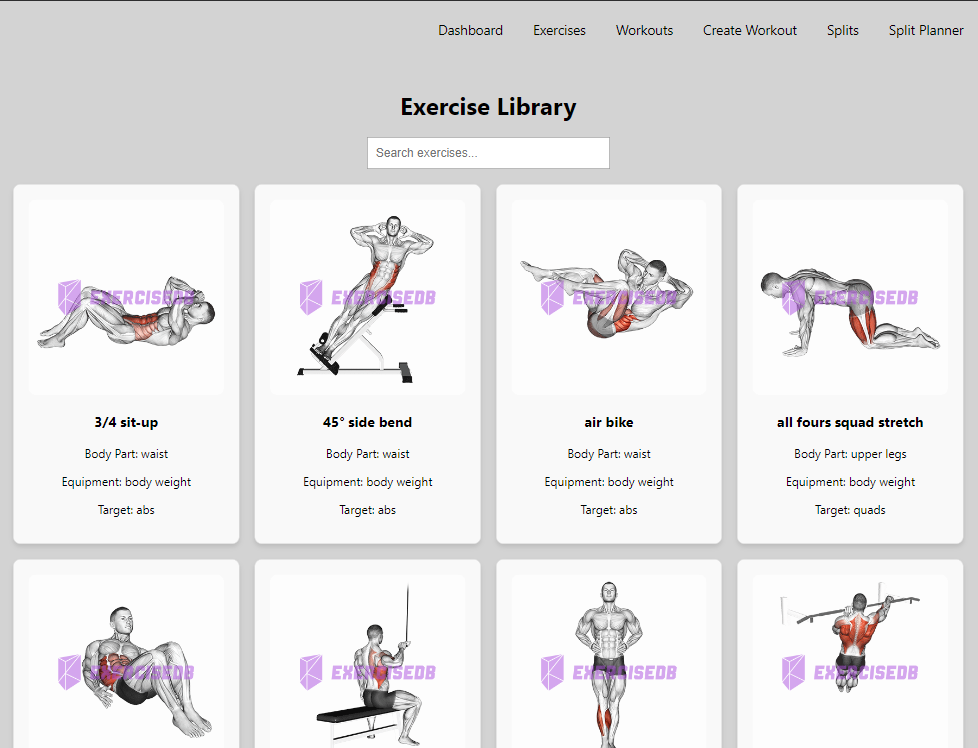 Dashboard Exercises Workouts Create Workout Splits Split Planner
Exercise Library
Search exercises...
EXERCISEDB EXERCISEDB EXERCISEDB EXERCISEDB
3/4 sit-up 45° side bend air bike all fours squad stretch
Body Part: waist Body Part: waist Body Part: waist Body Part: upper legs
Equipment: body weight Equipment: body weight Equipment: body weight Equipment: body weight
Target: abs Target: abs Target: abs Target: quads
EXERCISEDB EXERCISEDB EXERCISEDB EXERCISEDB